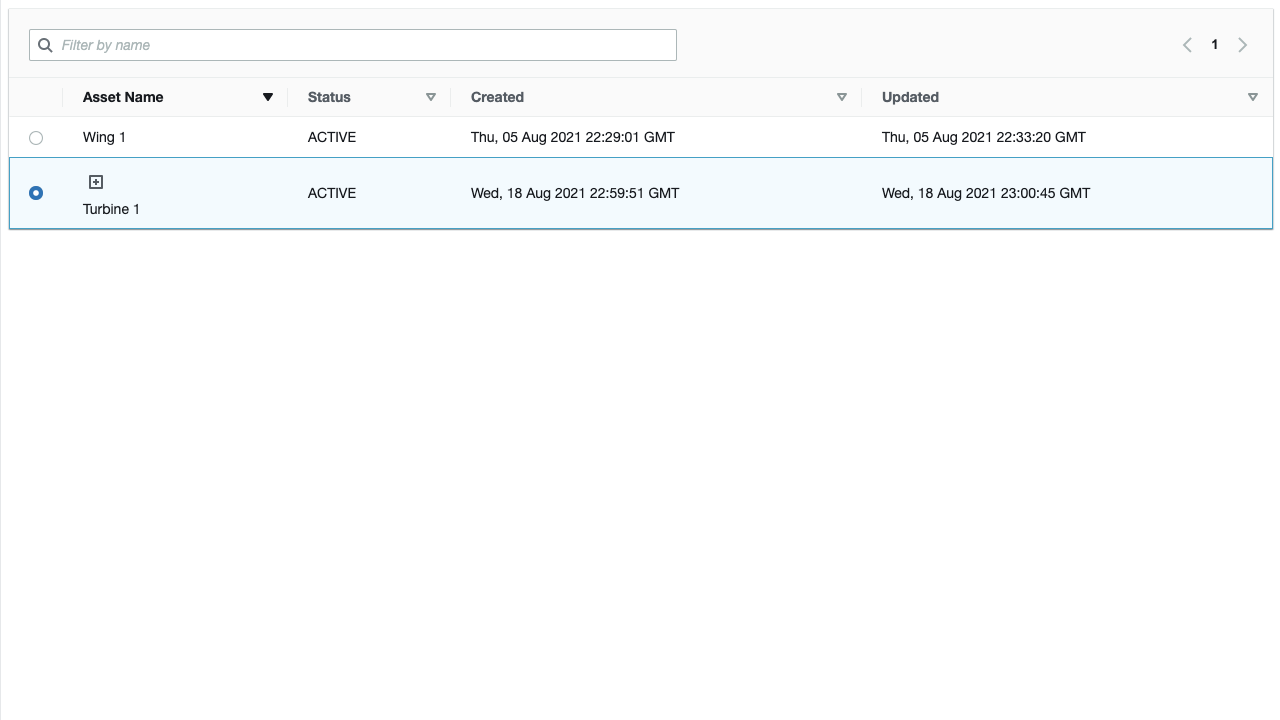 Filter by name
1
Asset Name Status Created Updated
Wing 1 ACTIVE Thu, 05 Aug 2021 22:29:01 GMT Thu, 05 Aug 2021 22:33:20 GMT
Turbine 1 ACTIVE Wed, 18 Aug 2021 22:59:51 GMT Wed, 18 Aug 2021 23:00:45 GMT